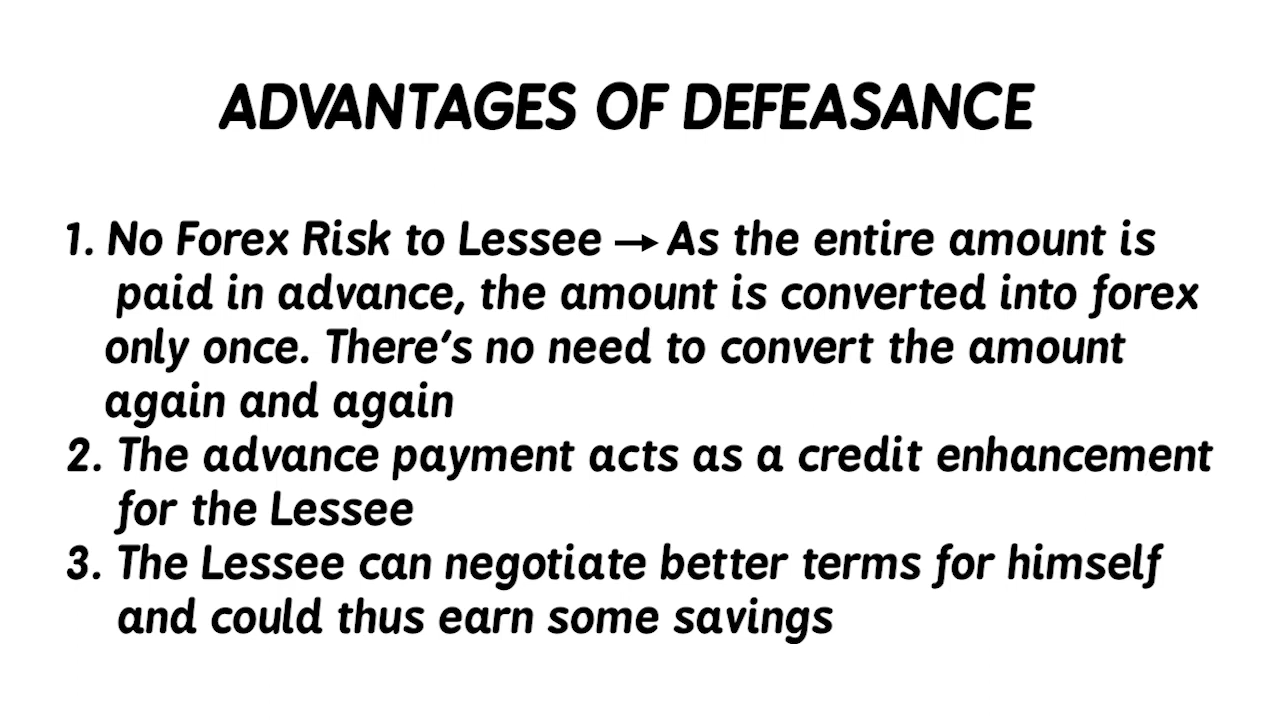 ADVANTAGES OF DEFEASANCE
1. No Forex Risk to Lessee → As the entire amount is
paid in advance, the amount is converted into forex
only once. There's no need to convert the amount
again and again
2. The advance payment acts as a credit enhancement
for the Lessee
3. The Lessee can negotiate better terms for himself
and could thus earn some savings